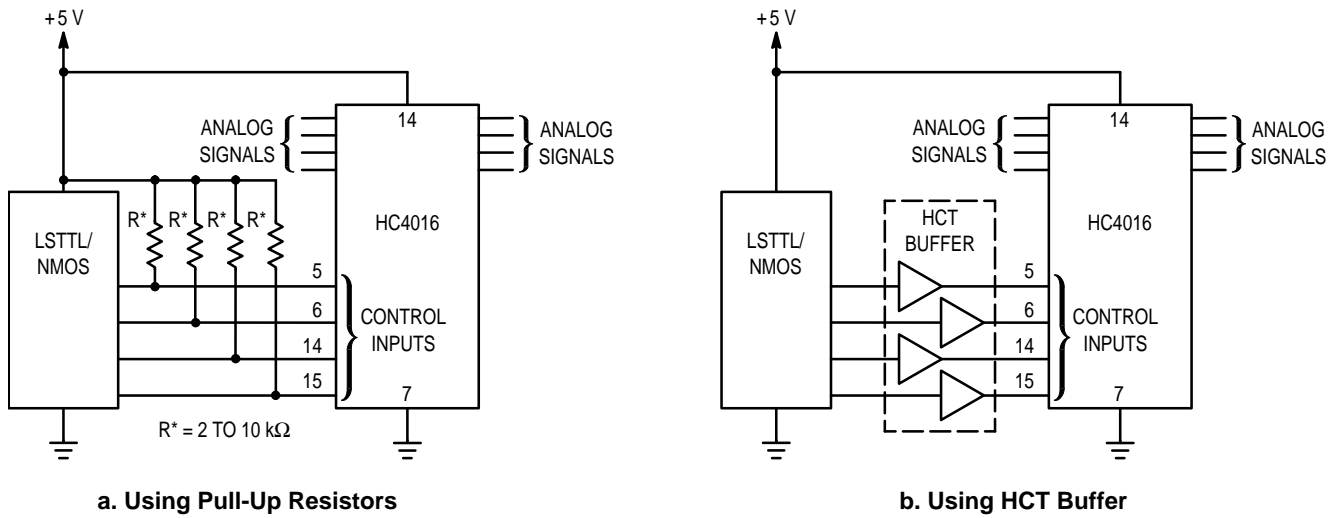 +5 V
14
ANALOG
SIGNALS
ANALOG
SIGNALS
R* R* R* R*
LSTTL/
NMOS
HC4016
5
6
14
15
CONTROL
INPUTS
7
R* = 2 TO 10 kΩ
a. Using Pull-Up Resistors
+5 V
14
ANALOG
SIGNALS
ANALOG
SIGNALS
LSTTL/
NMOS
HCT
BUFFER
HC4016
5
6
14
15
CONTROL
INPUTS
7
b. Using HCT Buffer